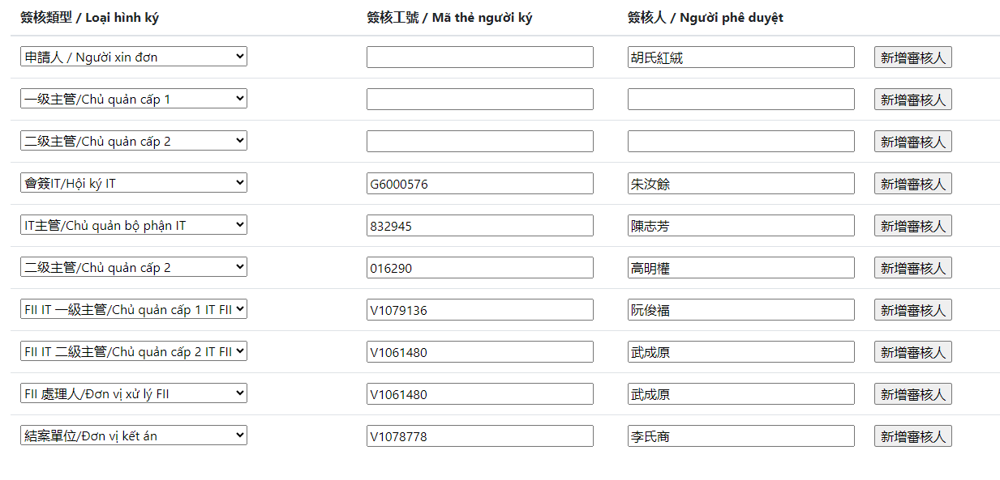 簽核類型 / Loại hình ký 簽核工號 / Mã thẻ người ký 簽核人 / Người phê duyệt
申請人 / Người xin đơn 胡氏紅絨 新增審核人
一级主管/Chủ quản cấp 1 新增審核人
二级主管/Chủ quản cấp 2 新增審核人
會簽IT/Hội ký IT G6000576 朱汝餘 新增審核人
IT主管/Chủ quản bộ phận IT 832945 陳志芳 新增審核人
二级主管/Chủ quản cấp 2 016290 高明權 新增審核人
FII IT 一級主管/Chủ quản cấp 1 IT FII V1079136 阮俊福 新增審核人
FII IT 二級主管/Chủ quản cấp 2 IT FII V1061480 武成原 新增審核人
FII 處理人/Đơn vị xử lý FII V1061480 武成原 新增審核人
結案單位/Đơn vị kết án V1078778 李氏商 新增審核人